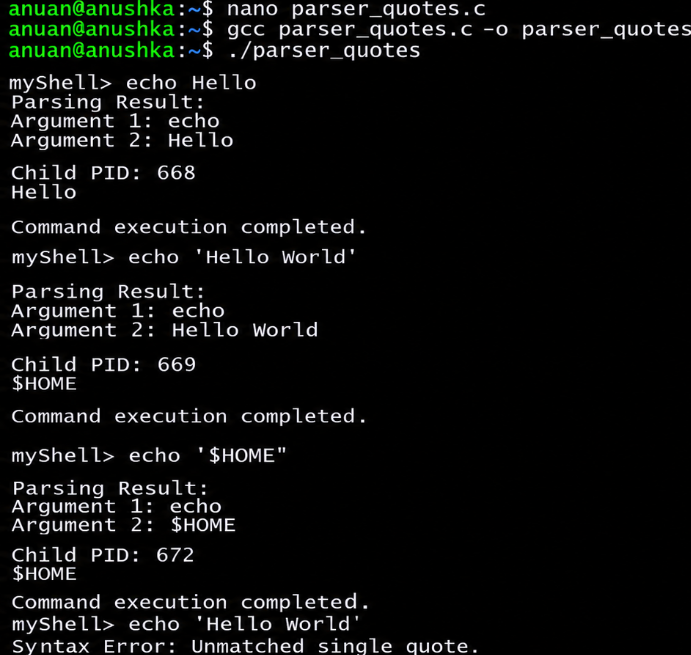 anuan@anushka:~$ nano parser_quotes.c
anuan@anushka:~$ gcc parser_quotes.c -o parser_quotes
anuan@anushka:~$ ./parser_quotes
myShell> echo Hello
Parsing Result:
Argument 1: echo
Argument 2: Hello
Child PID: 668
Hello
Command execution completed.
myShell> echo 'Hello World'
Parsing Result:
Argument 1: echo
Argument 2: Hello World
Child PID: 669
$HOME
Command execution completed.
myShell> echo '$HOME"
Parsing Result:
Argument 1: echo
Argument 2: $HOME
Child PID: 672
$HOME
Command execution completed.
myShell> echo 'Hello World'
Syntax Error: Unmatched single quote.